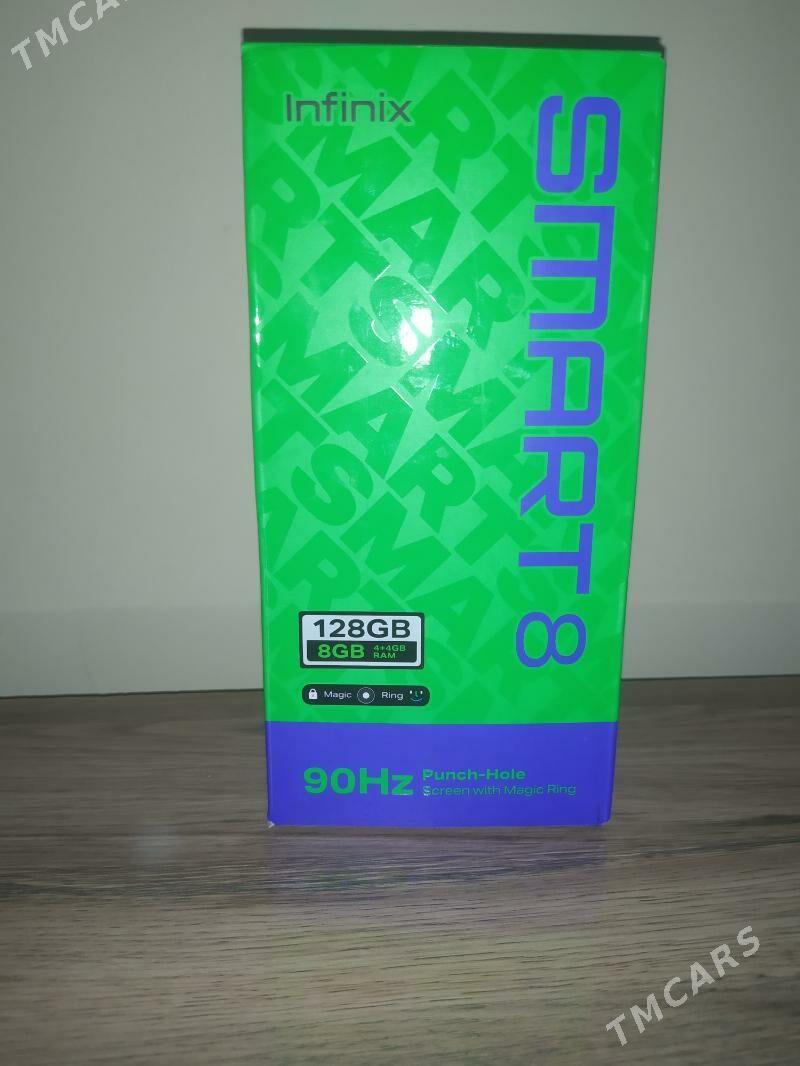 TMCARS
Infinix
SMART 8
128GB
8GB 4+4GB RAM
Magic Ring
90Hz Punch-Hole
Screen with Magic Ring
TMCARS